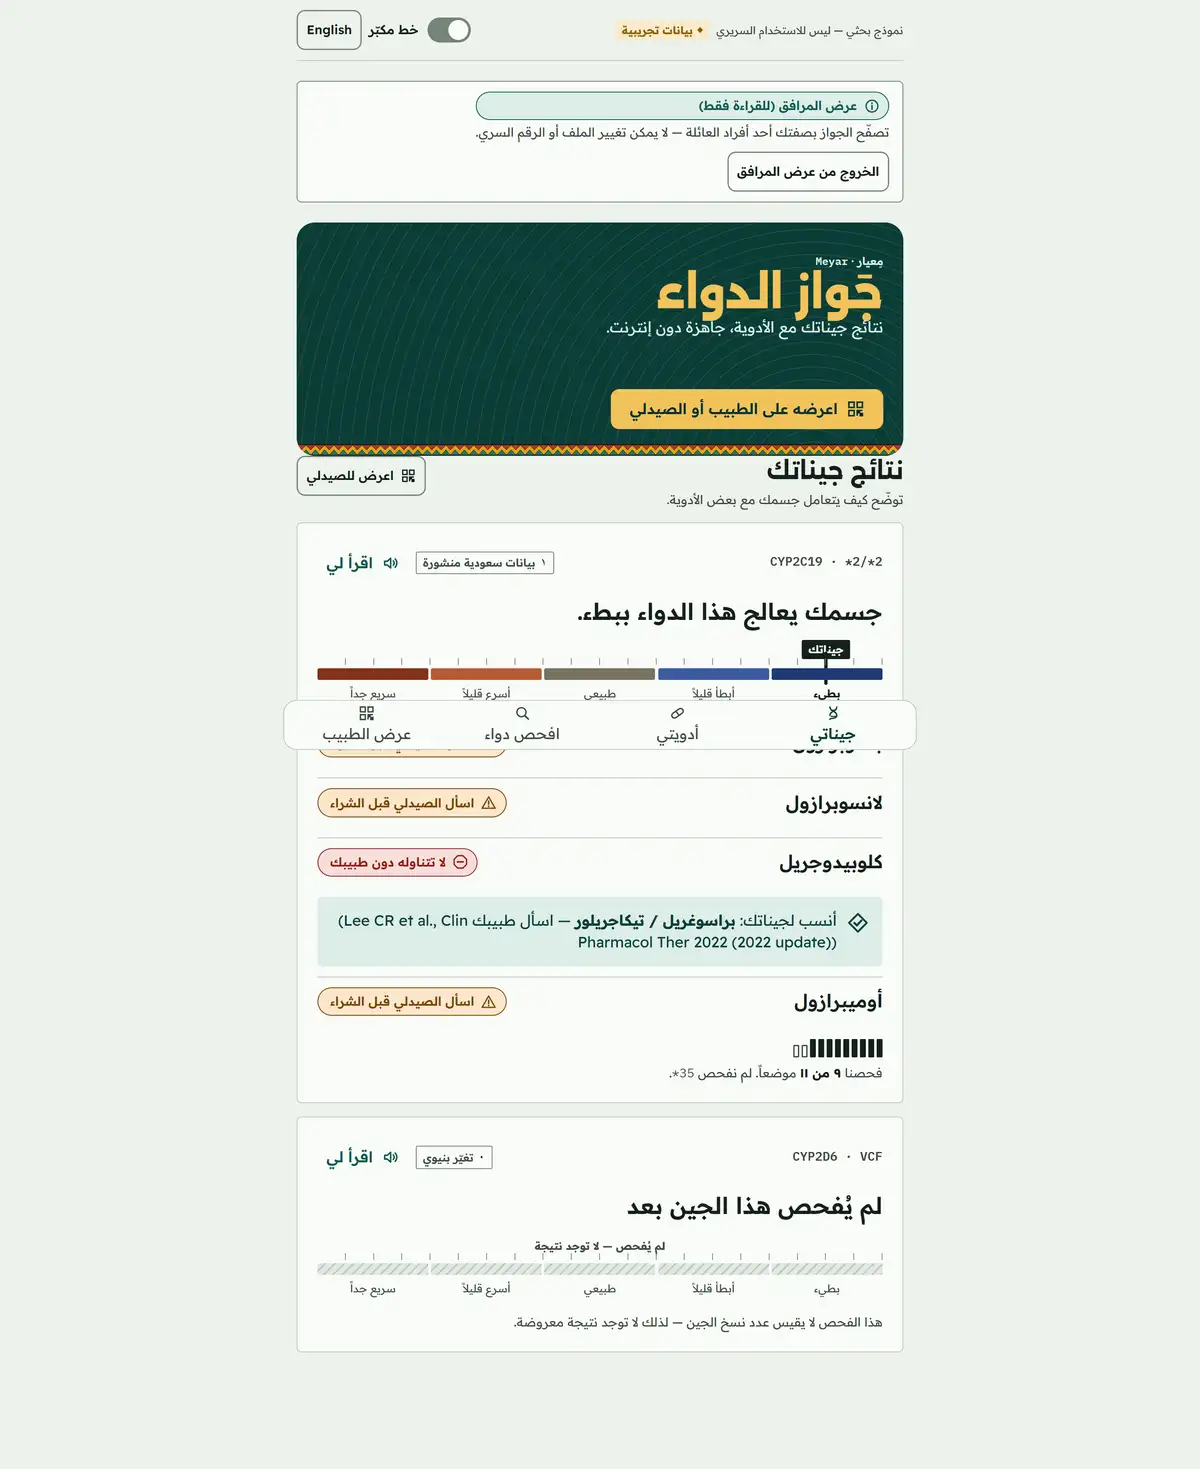 نموذج بحثي — ليس للاستخدام السريري
✦ بيانات تجريبية
خط مكبّر
English
عرض المرافق (للقراءة فقط)
تصفّح الجواز بصفتك أحد أفراد العائلة — لا يمكن تغيير الملف أو الرقم السري.
الخروج من عرض المرافق
مِعيار · Meyar
جَواز الدواء
نتائج جيناتك مع الأدوية، جاهزة دون إنترنت.
اعرضه على الطبيب أو الصيدلي
نتائج جيناتك
اعرض للصيدلي
توضّح كيف يتعامل جسمك مع بعض الأدوية.
CYP2C19 · *2/*2
١ بيانات سعودية منشورة
اقرأ لي
جسمك يعالج هذا الدواء ببطء.
جيناتك
بطيء
أبطأ قليلاً
طبيعي
أسرع قليلاً
سريع جداً
جيناتي
أدويتي
افحص دواء
عرض الطبيب
لانسوبرازول
اسأل الصيدلي قبل الشراء
كلوبيدوجريل
لا تتناوله دون طبيبك
أنسب لجيناتك: براسوغريل / تيكاجريلور — اسأل طبيبك (Lee CR et al., Clin
Pharmacol Ther 2022 (2022 update))
أوميبرازول
اسأل الصيدلي قبل الشراء
فحصنا ٩ من ١١ موضعاً. لم نفحص 35*.
CYP2D6 · VCF
· تغيّر بنيوي
اقرأ لي
لم يُفحص هذا الجين بعد
لم يُفحص — لا توجد نتيجة
بطيء
أبطأ قليلاً
طبيعي
أسرع قليلاً
سريع جداً
هذا الفحص لا يقيس عدد نسخ الجين — لذلك لا توجد نتيجة معروضة.